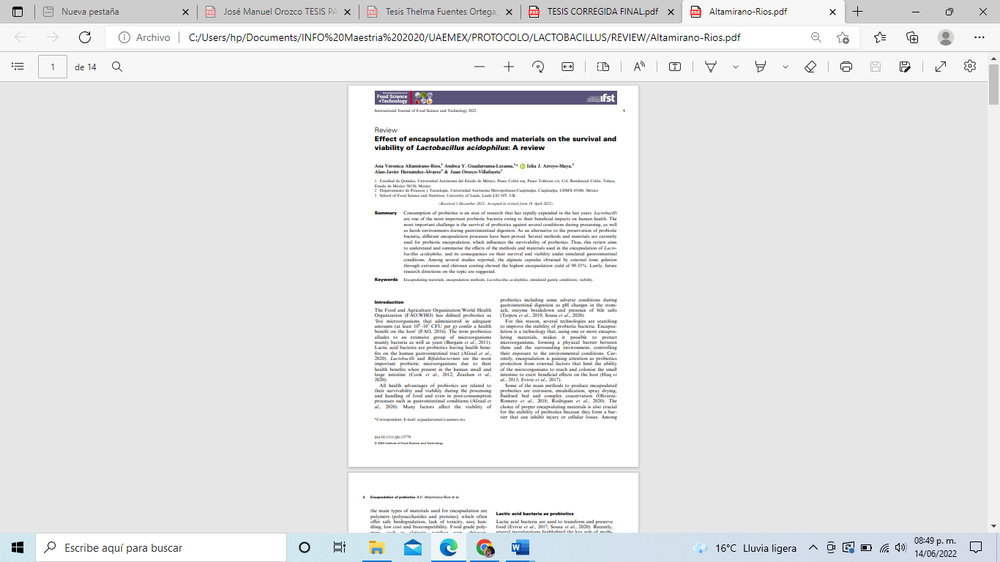 Nueva pestaña
José Manuel Orozco TESIS PA
Tesis Thelma Fuentes Ortega_
TESIS CORREGIDA FINAL.pdf
Altamirano-Rios.pdf
Archivo
C:/Users/hp/Documents/INFO%20Maestria%202020/UAEMEX/PROTOCOLO/LACTOBACILLUS/REVIEW/Altamirano-Rios.pdf
1 de 14
Food Science
+Technology
ifst
International Journal of Food Science and Technology 2022 1
Review
Effect of encapsulation methods and materials on the survival and
viability of Lactobacillus acidophilus: A review
Ana Veronica Altamirano-Ríos,1 Andrea Y. Guadarrama-Lezama,1* Izlia J. Arroyo-Maya,2
Alan-Javier Hernández-Álvarez3 & Juan Orozco-Villafuerte1
1 Facultad de Química, Universidad Autónoma del Estado de México, Paseo Colón esq. Paseo Tollocan s/n, Col. Residencial Colón, Toluca,
Estado de México 50120, México
2 Departamento de Procesos y Tecnología, Universidad Autónoma Metropolitana-Cuajimalpa, Cuajimalpa, CDMX 05300, México
3 School of Food Science and Nutrition, University of Leeds, Leeds LS2 9JT, UK
(Received 1 December 2021; Accepted in revised form 19 April 2022)
Summary Consumption of probiotics is an area of research that has rapidly expanded in the last years. Lactobacilli
are one of the most important probiotic bacteria owing to their beneficial impacts on human health. The
most important challenge is the survival of probiotics against several conditions during processing, as well
as harsh environments during gastrointestinal digestion. As an alternative to the preservation of probiotic
bacteria, different encapsulation processes have been proved. Several methods and materials are currently
used for probiotic encapsulation, which influences the survivability of probiotics. Thus, this review aims
to understand and summarise the effects of the methods and materials used in the encapsulation of Lacto-
bacillus acidophilus, and its consequences on their survival and viability under simulated gastrointestinal
conditions. Among several studies reported, the alginate capsules obtained by external ionic gelation
through extrusion and chitosan coating showed the highest encapsulation yield of 99.33%. Lastly, future
research directions on the topic are suggested.
Keywords Encapsulating materials, encapsulation methods, Lactobacillus acidophilus, simulated gastric conditions, viability.
Introduction
The Food and Agriculture Organization/World Health
Organization (FAO/WHO) has defined probiotics as
'live microorganisms that administered in adequate
amounts (at least 106–107 CFU per g) confer a health
benefit on the host' (FAO, 2016). The term probiotics
alludes to an extensive group of microorganisms
mainly bacteria as well as yeast (Burgain et al., 2011).
Lactic acid bacteria are probiotics having health bene-
fits on the human gastrointestinal tract (Afzaal et al.,
2020). Lactobacilli and Bifidobacterium are the most
important probiotic microorganisms due to their
health benefits when present in the human small and
large intestine (Cook et al., 2012; Zeashan et al.,
2020).
All health advantages of probiotics are related to
their survivability and viability during the processing
and handling of food and even in post-consumption
processes such as gastrointestinal conditions (Afzaal et
al., 2020). Many factors affect the viability of
*Correspondent: E-mail: ayguadarramal@uaemex.mx
probiotics including some adverse conditions during
gastrointestinal digestion as pH changes in the stom-
ach, enzyme breakdown and presence of bile salts
(Terpou et al., 2019; Sousa et al., 2020).
For this reason, several technologies are searching
to improve the stability of probiotic bacteria. Encapsu-
lation is a technology that, using one or more encapsu-
lating materials, makes it possible to protect
microorganisms, forming a physical barrier between
them and the surrounding environment, controlling
their exposure to the environmental conditions. Cur-
rently, encapsulation is gaining attention as probiotics
protection from external factors that limit the ability
of the microorganisms to reach and colonise the small
intestine to exert beneficial effects on the host (Huq et
al., 2013; Evivie et al., 2017).
Some of the main methods to produce encapsulated
probiotics are extrusion, emulsification, spray drying,
fluidised bed and complex coacervation (Olivarez-
Romero et al., 2018; Rodrigues et al., 2020). The
choice of proper encapsulating materials is also crucial
for the stability of probiotics because they form a bar-
rier that can inhibit injury or cellular losses. Among
doi:10.1111/ijfs.15779
© 2022 Institute of Food Science and Technology
2 Encapsulation of probiotics A.V. Altamirano-Ríos et al.
the main types of materials used for encapsulation are
polymers (polysaccharides and proteins), which often
offer safe biodegradation, lack of toxicity, easy han-
dling, low cost and biocompatibility. Food grade poly-
Lactic acid bacteria as probiotics
Lactic acid bacteria are used to transform and preserve
food (Evivie et al., 2017; Sousa et al., 2020). Recently,
several investigations highlighted the key role of probi-
Escribe aquí para buscar
16°C Lluvia ligera
08:49 p. m.
14/06/2022